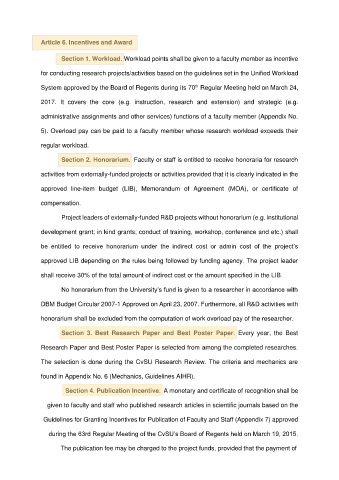 Article 6. Incentives and Award
Section 1. Workload. Workload points shall be given to a faculty member as incentive
for conducting research projects/activities based on the guidelines set in the Unified Workload
System approved by the Board of Regents during its 70th Regular Meeting held on March 24,
2017. It covers the core (e.g. instruction, research and extension) and strategic (e.g.
administrative assignments and other services) functions of a faculty member (Appendix No.
5). Overload pay can be paid to a faculty member whose research workload exceeds their
regular workload.
Section 2. Honorarium. Faculty or staff is entitled to receive honoraria for research
activities from externally-funded projects or activities provided that it is clearly indicated in the
approved line-item budget (LIB), Memorandum of Agreement (MOA), or certificate of
compensation.
Project leaders of externally-funded R&D projects without honorarium (e.g. institutional
development grant; in kind grants; conduct of training, workshop, conference and etc.) shall
be entitled to receive honorarium under the indirect cost or admin cost of the project's
approved LIB depending on the rules being followed by funding agency. The project leader
shall receive 30% of the total amount of indirect cost or the amount specified in the LIB.
No honorarium from the University's fund is given to a researcher in accordance with
DBM Budget Circular 2007-1 Approved on April 23, 2007. Furthermore, all R&D activities with
honorarium shall be excluded from the computation of work overload pay of the researcher.
Section 3. Best Research Paper and Best Poster Paper. Every year, the Best
Research Paper and Best Poster Paper is selected from among the completed researches.
The selection is done during the CvSU Research Review. The criteria and mechanics are
found in Appendix No. 6 (Mechanics, Guidelines AIHR).
Section 4. Publication Incentive. A monetary and certificate of recognition shall be
given to faculty and staff who published research articles in scientific journals based on the
Guidelines for Granting Incentives for Publication of Faculty and Staff (Appendix 7) approved
during the 63rd Regular Meeting of the CvSU's Board of Regents held on March 19, 2015.
The publication fee may be charged to the project funds, provided that the payment of